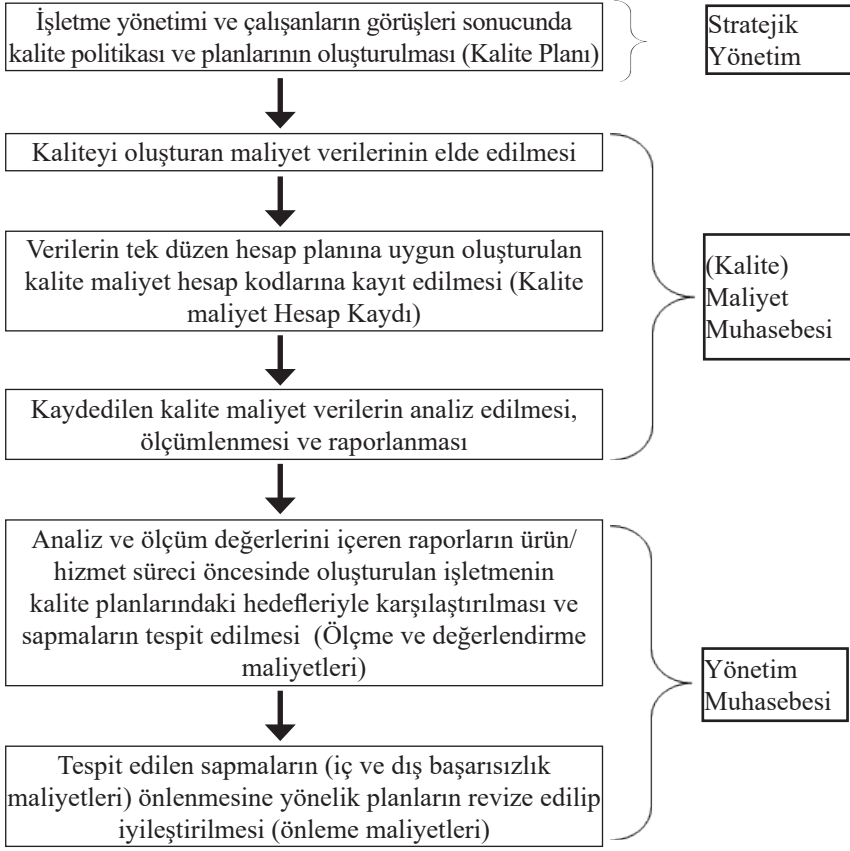 İşletme yönetimi ve çalışanların görüşleri sonucunda
kalite politikası ve planlarının oluşturulması (Kalite Planı)
Stratejik
Yönetim
Kaliteyi oluşturan maliyet verilerinin elde edilmesi
Verilerin tek düzen hesap planına uygun oluşturulan
kalite maliyet hesap kodlarına kayıt edilmesi (Kalite
maliyet Hesap Kaydı)
Kaydedilen kalite maliyet verilerin analiz edilmesi,
ölçümlenmesi ve raporlanması
(Kalite)
Maliyet
Muhasebesi
Analiz ve ölçüm değerlerini içeren raporların ürün/
hizmet süreci öncesinde oluşturulan işletmenin
kalite planlarındaki hedefleriyle karşılaştırılması ve
sapmaların tespit edilmesi (Ölçme ve değerlendirme
maliyetleri)
Tespit edilen sapmaların (iç ve dış başarısızlık
maliyetleri) önlenmesine yönelik planların revize edilip
iyileştirilmesi (önleme maliyetleri)
Yönetim
Muhasebesi